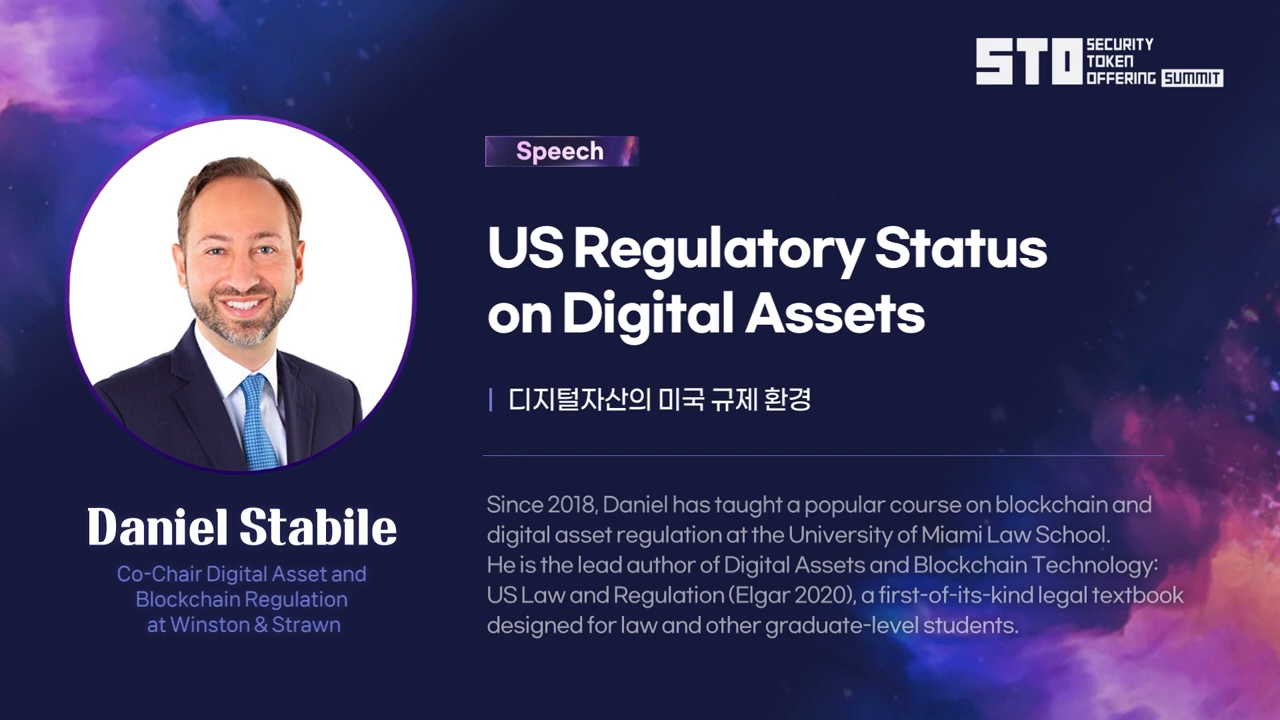 STO SECURITY TOKEN OFFERING SUMMIT
Speech
US Regulatory Status
on Digital Assets
디지털자산의 미국 규제 환경
Daniel Stabile
Co-Chair Digital Asset and
Blockchain Regulation
at Winston & Strawn
Since 2018, Daniel has taught a popular course on blockchain and
digital asset regulation at the University of Miami Law School.
He is the lead author of Digital Assets and Blockchain Technology:
US Law and Regulation (Elgar 2020), a first-of-its-kind legal textbook
designed for law and other graduate-level students.